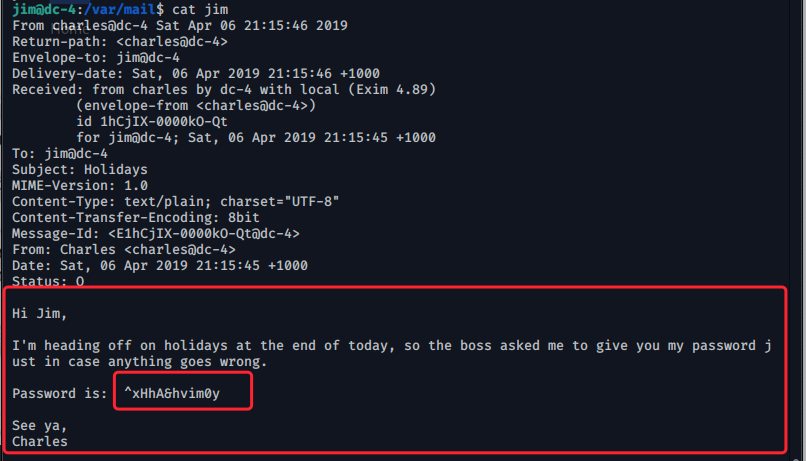 jim@dc-4:/var/mail$ cat jim
From charles@dc-4 Sat Apr 06 21:15:46 2019
Return-path: <charles@dc-4>
Envelope-to: jim@dc-4
Delivery-date: Sat, 06 Apr 2019 21:15:46 +1000
Received: from charles by dc-4 with local (Exim 4.89)
        (envelope-from <charles@dc-4>)
        id 1hCjIX-0000kO-Qt
        for jim@dc-4; Sat, 06 Apr 2019 21:15:45 +1000
To: jim@dc-4
Subject: Holidays
MIME-Version: 1.0
Content-Type: text/plain; charset="UTF-8"
Content-Transfer-Encoding: 8bit
Message-Id: <E1hCjIX-0000kO-Qt@dc-4>
From: Charles <charles@dc-4>
Date: Sat, 06 Apr 2019 21:15:45 +1000
Status: O

Hi Jim,

I'm heading off on holidays at the end of today, so the boss asked me to give you my password j
ust in case anything goes wrong.

Password is:  ^xHhA&hvim0y

See ya,
Charles
Home